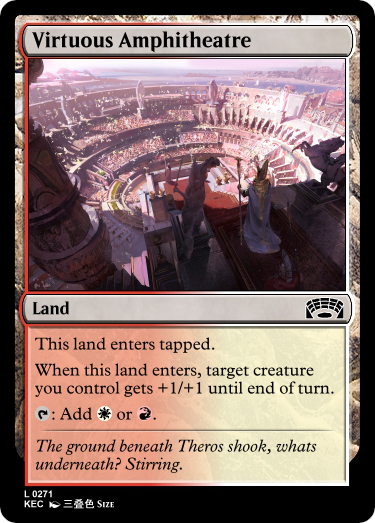 Virtuous Amphitheatre
Land
This land enters tapped.
When this land enters, target creature
you control gets +1/+1 until end of turn.
: Add or .
The ground beneath Theros shook, whats
underneath? Stirring.
L 0271
KEC 三叠色 Size